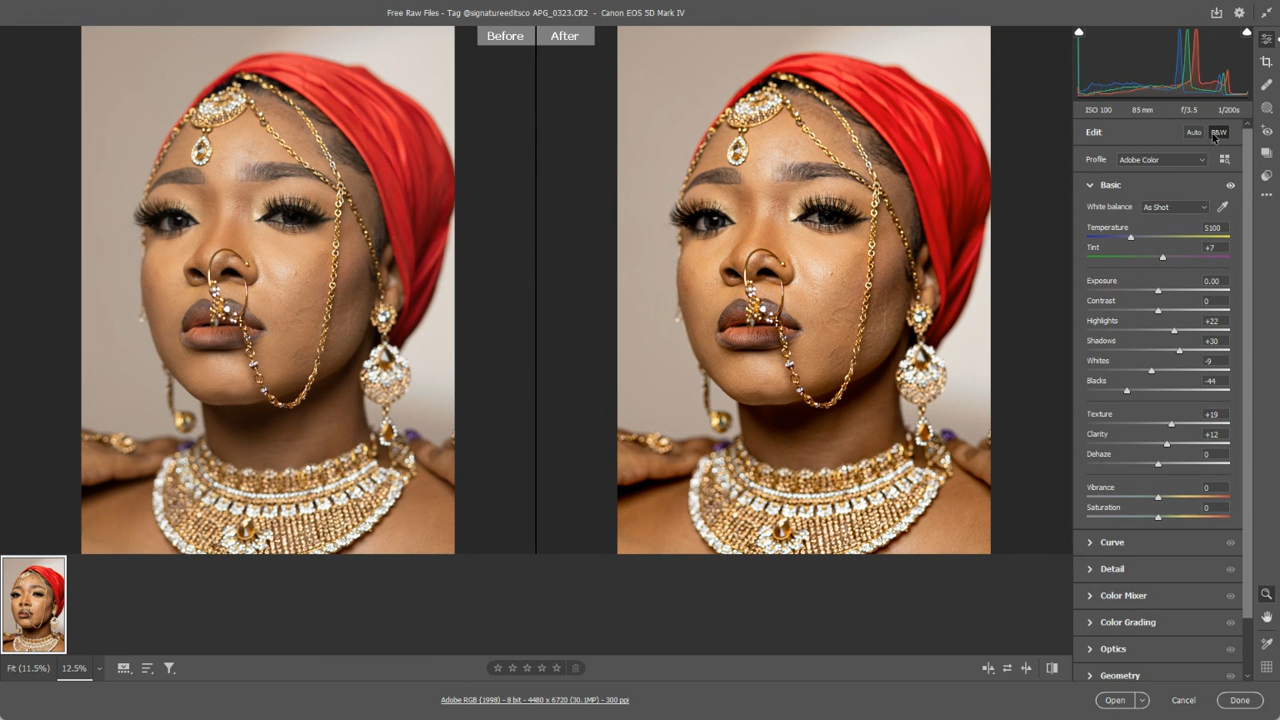 Free Raw Files - Tag @signatureeditsco APG_0323.CR2 - Canon EOS 5D Mark IV
Before
After
ISO 100 85 mm f/3.5 1/200s
Edit Auto B&W
Profile Adobe Color
Basic
White balance As Shot
Temperature 5100
Tint +7
Exposure 0.00
Contrast 0
Highlights +22
Shadows +30
Whites -9
Blacks -44
Texture +19
Clarity +12
Dehaze 0
Vibrance 0
Saturation 0
Curve
Detail
Color Mixer
Color Grading
Optics
Geometry
Fit (11.5%) 12.5%
Adobe RGB (1998) - 8 bit - 4480 x 6720 (30.1MP) - 300 ppi
Open Cancel Done